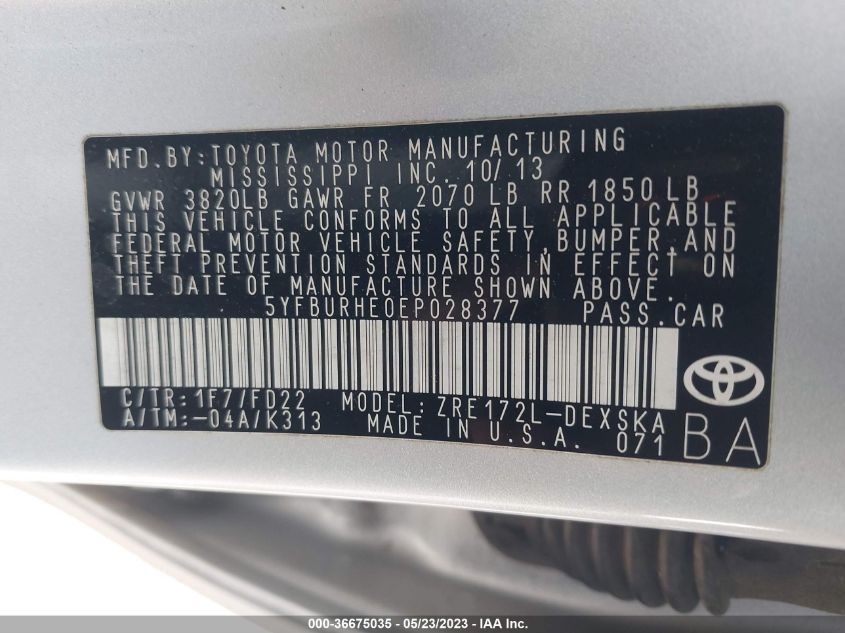 MFD.BY:TOYOTA MOTOR MANUFACTURING
MISSISSIPPI INC. 10/13
GVWR 3820LB GAWR FR 2070 LB RR 1850 LB
THIS VEHICLE CONFORMS TO ALL APPLICABLE
FEDERAL MOTOR VEHICLE SAFETY,BUMPER,AND
THEFT PREVENTION STANDARDS IN EFFECT ON
THE DATE OF MANUFACTURE SHOWN ABOVE.
5YFBURHE0EP028377 PASS.CAR
C/TR: 1F7/FD22 MODEL: ZRE172L-DEXSKA
A/TM:-04A/K313 MADE IN U.S.A. 071 BA
000-36675035 - 05/23/2023 - IAA Inc.